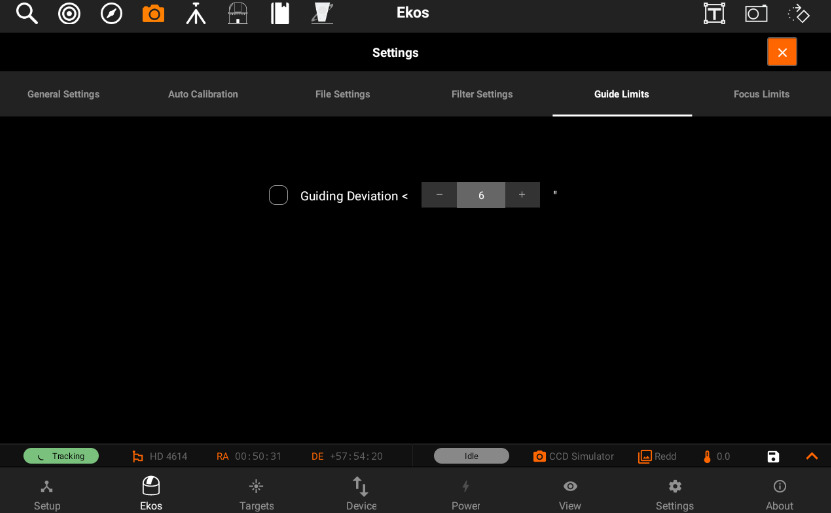 Ekos
T
Settings
General Settings
Auto Calibration
File Settings
Filter Settings
Guide Limits
Focus Limits
Guiding Deviation < − 6 + "
Tracking
HD 4614
RA 00:50:31
DE +57:54:20
Idle
CCD Simulator
Redd
0.0
Setup
Ekos
Targets
Device
Power
View
Settings
About